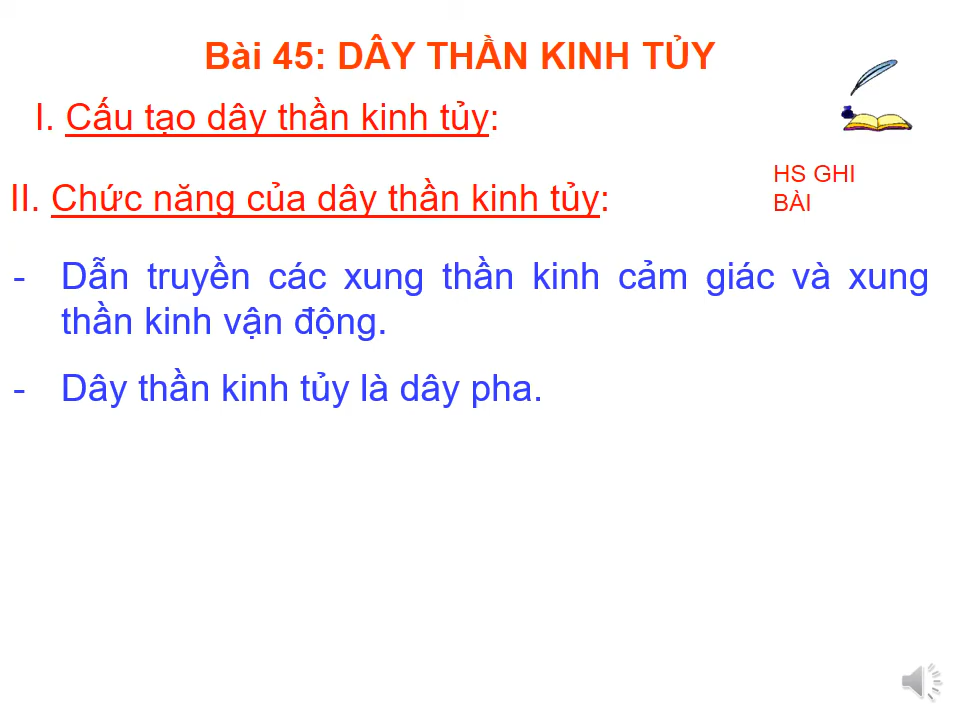 Bài 45: DÂY THẦN KINH TỦY
I. Cấu tạo dây thần kinh tủy:
HS GHI
BÀI
II. Chức năng của dây thần kinh tủy:
- Dẫn truyền các xung thần kinh cảm giác và xung
thần kinh vận động.
- Dây thần kinh tủy là dây pha.